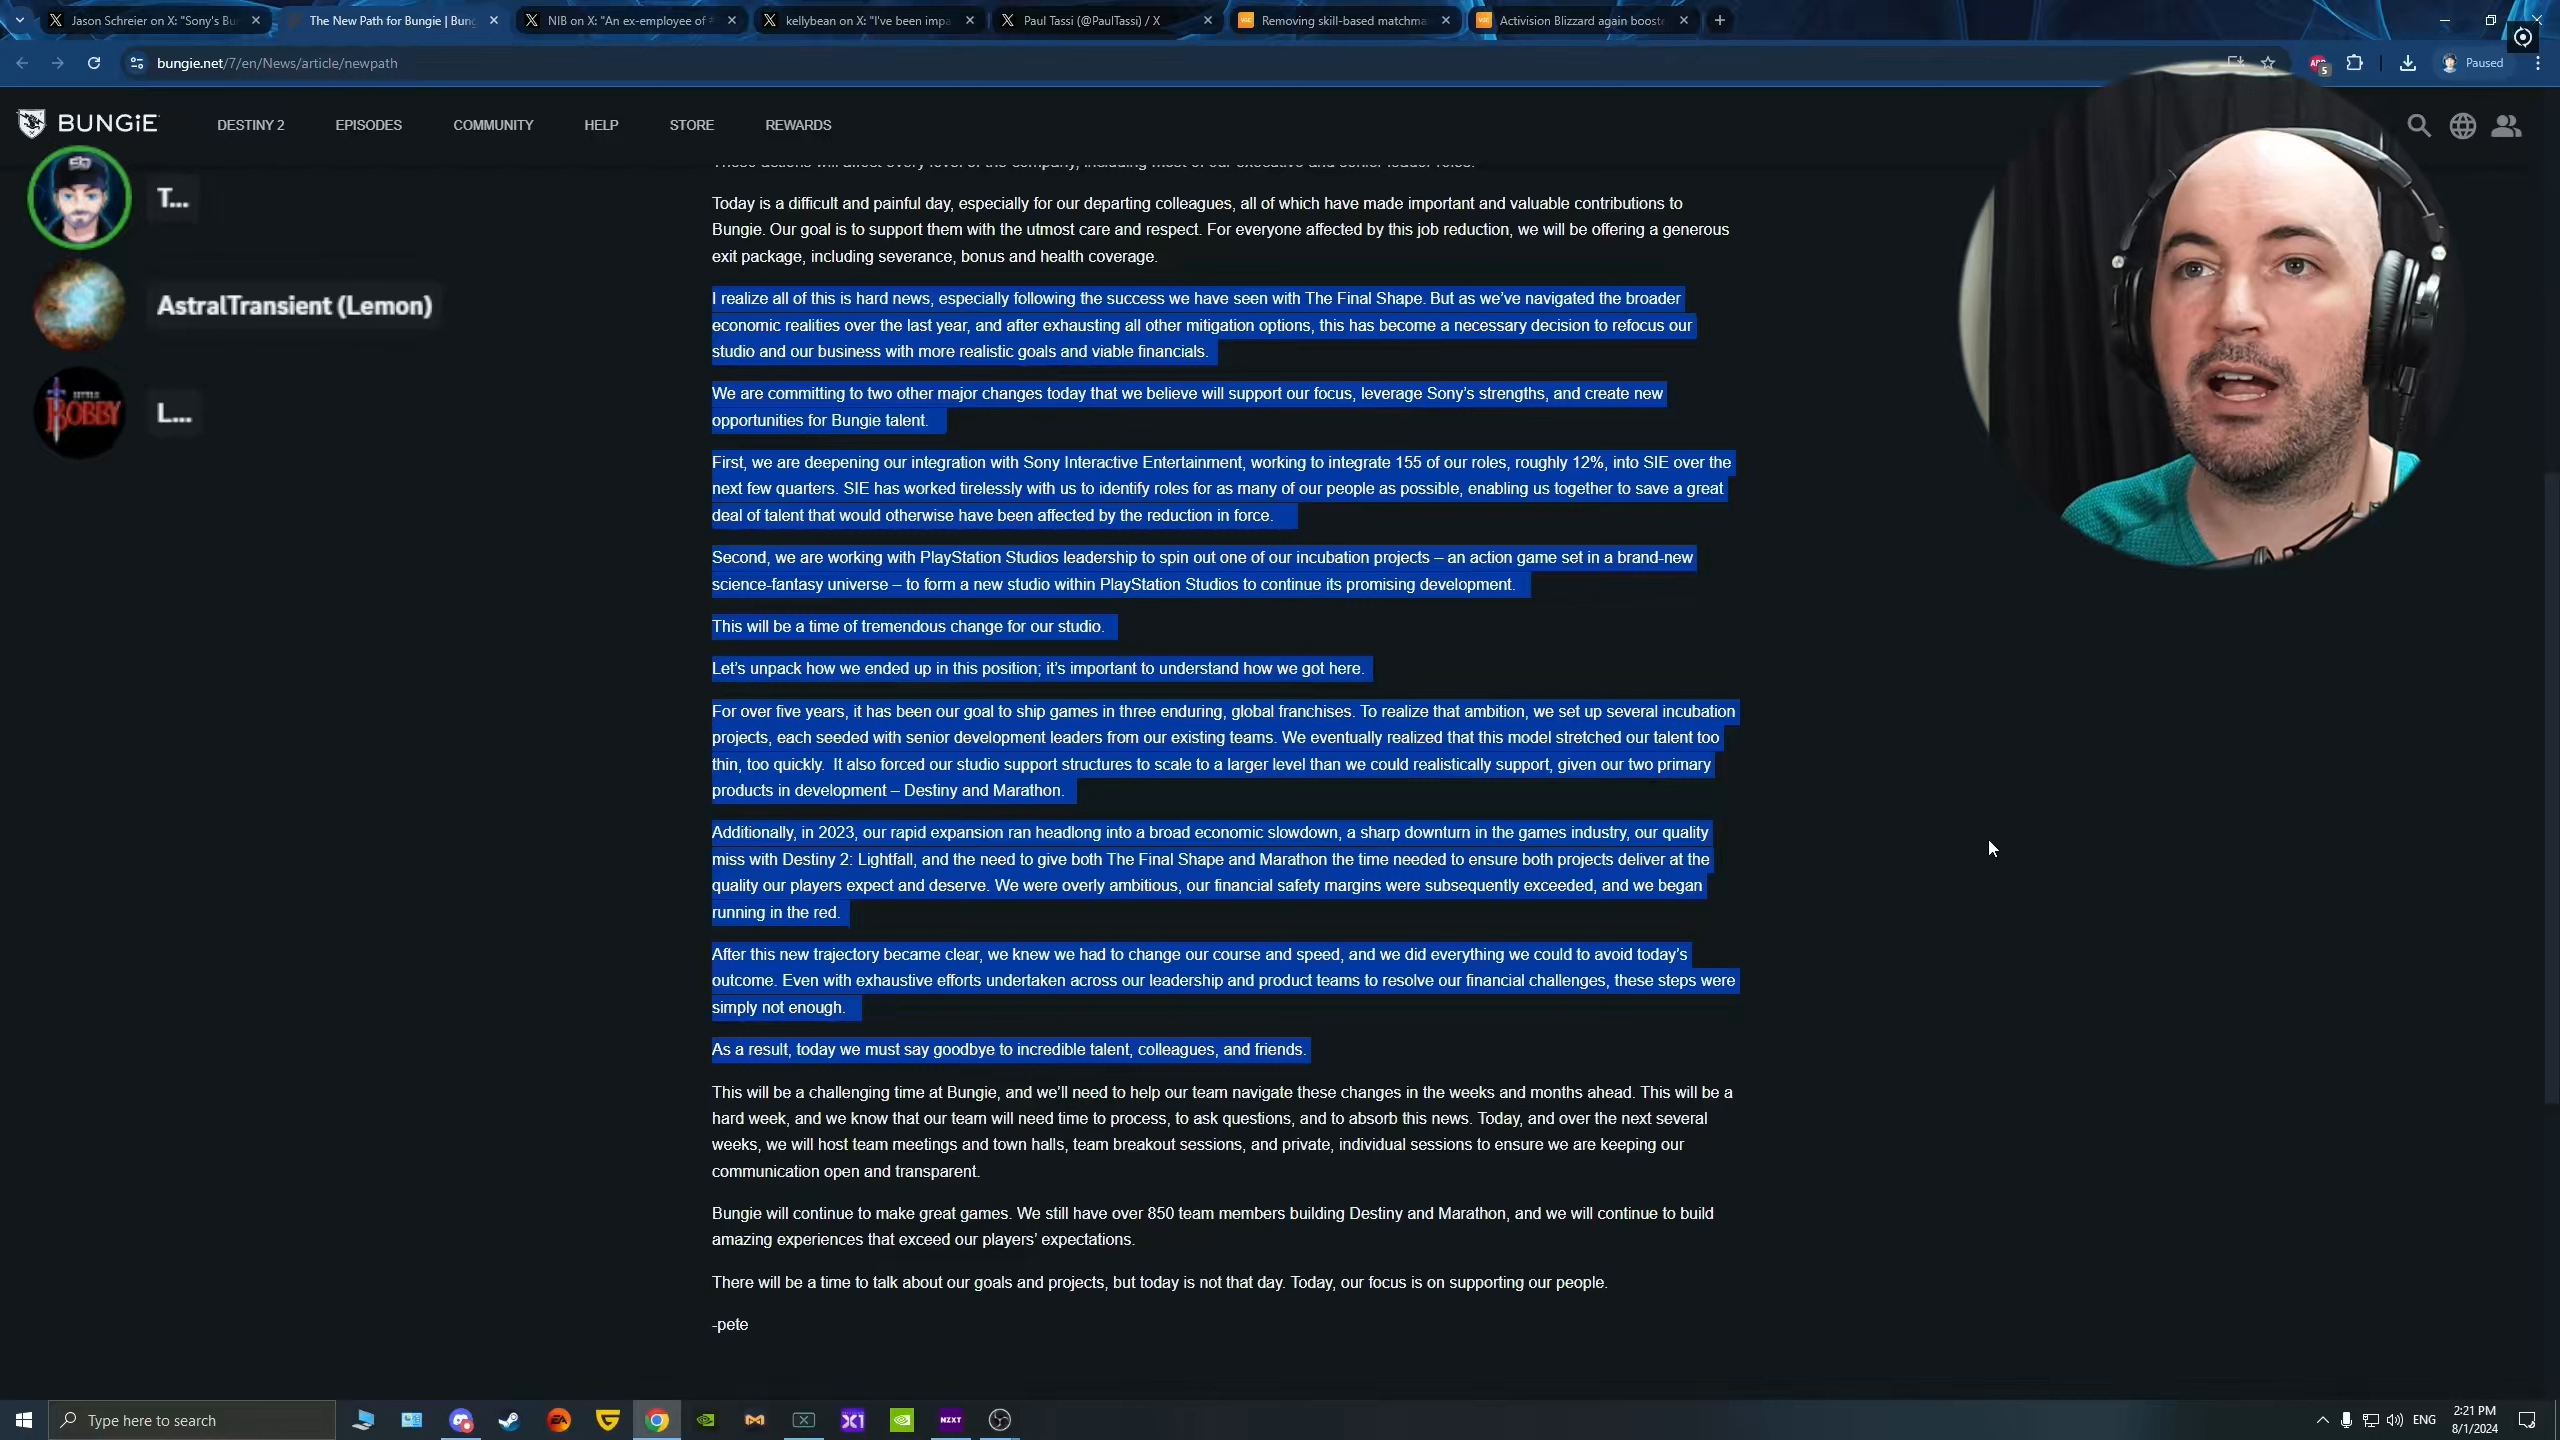 Jason Schreier on X: "Sony's Bu
The New Path for Bungie | Bung
NIB on X: "An ex-employee of
kellybean on X: "I've been impa
Paul Tassi (@PaulTassi) / X
Removing skill-based matchma
Activision Blizzard again booste
bungie.net/7/en/News/article/newpath
ABP
5
Paused
BUNGiE
DESTINY 2
EPISODES
COMMUNITY
HELP
STORE
REWARDS
These actions will affect every level of the company, including most of our executive and senior leader roles.
T...
AstralTransient (Lemon)
BOBBY
L...
Today is a difficult and painful day, especially for our departing colleagues, all of which have made important and valuable contributions to
Bungie. Our goal is to support them with the utmost care and respect. For everyone affected by this job reduction, we will be offering a generous
exit package, including severance, bonus and health coverage.
I realize all of this is hard news, especially following the success we have seen with The Final Shape. But as we’ve navigated the broader
economic realities over the last year, and after exhausting all other mitigation options, this has become a necessary decision to refocus our
studio and our business with more realistic goals and viable financials.
We are committing to two other major changes today that we believe will support our focus, leverage Sony’s strengths, and create new
opportunities for Bungie talent.
First, we are deepening our integration with Sony Interactive Entertainment, working to integrate 155 of our roles, roughly 12%, into SIE over the
next few quarters. SIE has worked tirelessly with us to identify roles for as many of our people as possible, enabling us together to save a great
deal of talent that would otherwise have been affected by the reduction in force.
Second, we are working with PlayStation Studios leadership to spin out one of our incubation projects – an action game set in a brand-new
science-fantasy universe – to form a new studio within PlayStation Studios to continue its promising development.
This will be a time of tremendous change for our studio.
Let’s unpack how we ended up in this position; it’s important to understand how we got here.
For over five years, it has been our goal to ship games in three enduring, global franchises. To realize that ambition, we set up several incubation
projects, each seeded with senior development leaders from our existing teams. We eventually realized that this model stretched our talent too
thin, too quickly. It also forced our studio support structures to scale to a larger level than we could realistically support, given our two primary
products in development – Destiny and Marathon.
Additionally, in 2023, our rapid expansion ran headlong into a broad economic slowdown, a sharp downturn in the games industry, our quality
miss with Destiny 2: Lightfall, and the need to give both The Final Shape and Marathon the time needed to ensure both projects deliver at the
quality our players expect and deserve. We were overly ambitious, our financial safety margins were subsequently exceeded, and we began
running in the red.
After this new trajectory became clear, we knew we had to change our course and speed, and we did everything we could to avoid today’s
outcome. Even with exhaustive efforts undertaken across our leadership and product teams to resolve our financial challenges, these steps were
simply not enough.
As a result, today we must say goodbye to incredible talent, colleagues, and friends.
This will be a challenging time at Bungie, and we’ll need to help our team navigate these changes in the weeks and months ahead. This will be a
hard week, and we know that our team will need time to process, to ask questions, and to absorb this news. Today, and over the next several
weeks, we will host team meetings and town halls, team breakout sessions, and private, individual sessions to ensure we are keeping our
communication open and transparent.
Bungie will continue to make great games. We still have over 850 team members building Destiny and Marathon, and we will continue to build
amazing experiences that exceed our players’ expectations.
There will be a time to talk about our goals and projects, but today is not that day. Today, our focus is on supporting our people.
-pete
Type here to search
EA
X1
NZXT
ENG
2:21 PM
8/1/2024